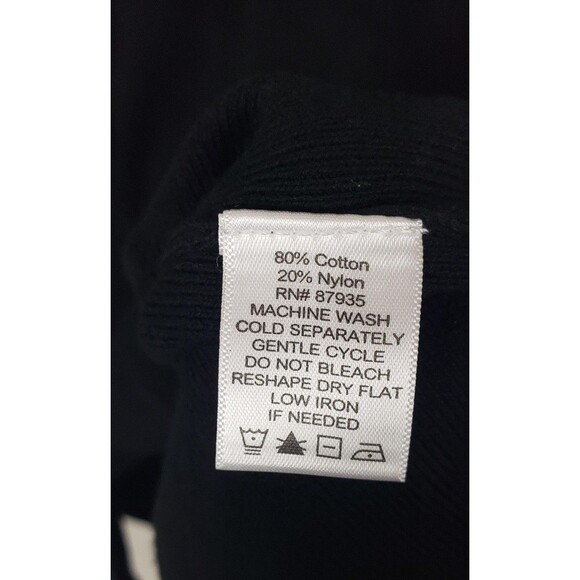 80% Cotton
20% Nylon
RN# 87935
MACHINE WASH
COLD SEPARATELY
GENTLE CYCLE
DO NOT BLEACH
RESHAPE DRY FLAT
LOW IRON
IF NEEDED